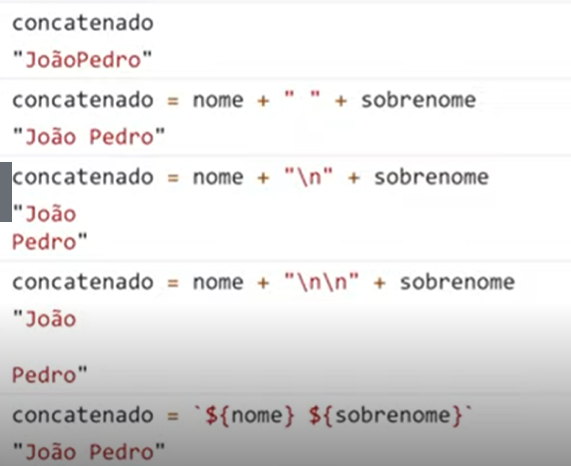 concatenado
"JoãoPedro"
concatenado = nome + " " + sobrenome
"João Pedro"
concatenado = nome + "\n" + sobrenome
"João
Pedro"
concatenado = nome + "\n\n" + sobrenome
"João
Pedro"
concatenado = `${nome} ${sobrenome}`
"João Pedro"